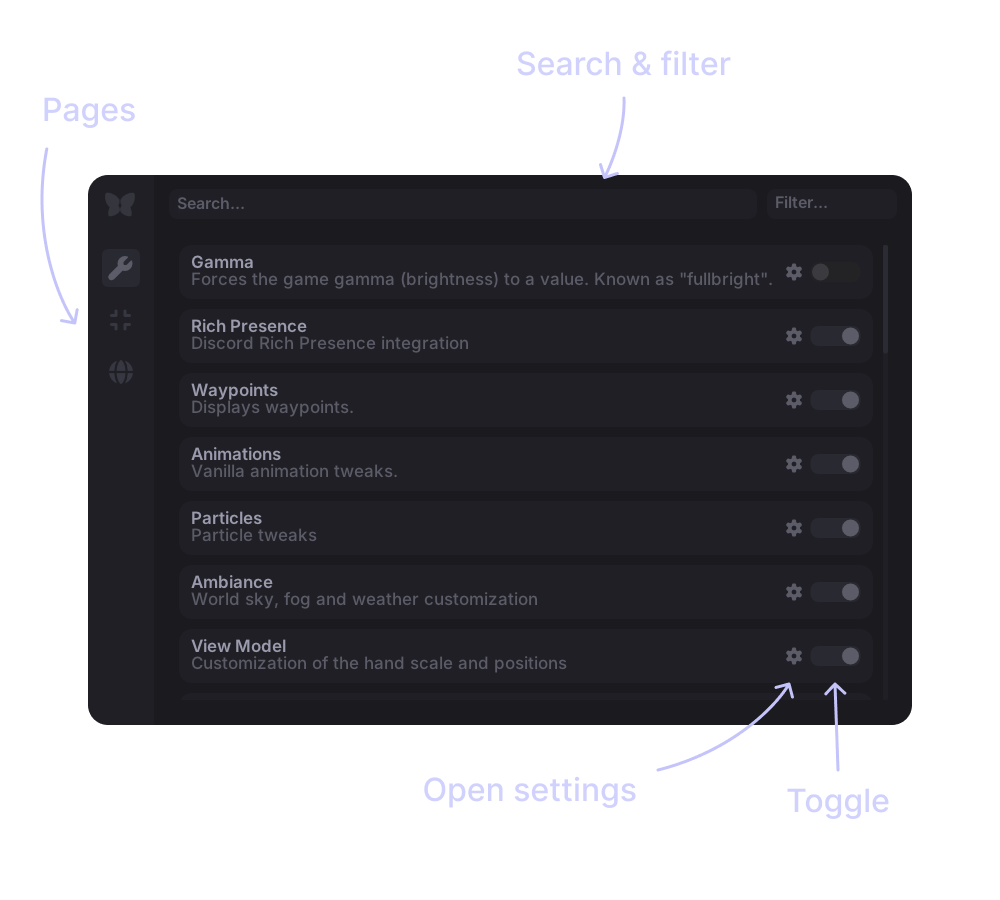 Search & filter
Pages
Search...
Filter...
Gamma
Forces the game gamma (brightness) to a value. Known as "fullbright".
Rich Presence
Discord Rich Presence integration
Waypoints
Displays waypoints.
Animations
Vanilla animation tweaks.
Particles
Particle tweaks
Ambiance
World sky, fog and weather customization
View Model
Customization of the hand scale and positions
Open settings
Toggle